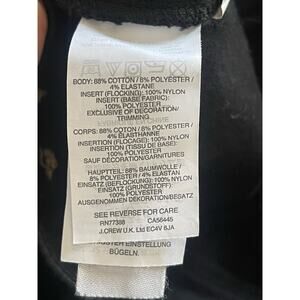 BODY: 88% COTTON / 8% POLYESTER /
4% ELASTANE
INSERT (FLOCKING): 100% NYLON
INSERT (BASE FABRIC):
100% POLYESTER
EXCLUSIVE OF DECORATION/
TRIMMING
CORPS: 88% COTON / 8% POLYESTER /
4% ELASTHANNE
INSERTION (FLOCAGE): 100% NYLON
INSERTION (TISSU DE BASE):
100% POLYESTER
SAUF DÉCORATION/GARNITURES
HAUPTTEIL: 88% BAUMWOLLE /
8% POLYESTER / 4% ELASTAN
EINSATZ (BEFLOCKUNG): 100% NYLON
EINSATZ (GRUNDSTOFF):
100% POLYESTER
AUSGENOMMEN DEKORATION/BESATZ
SEE REVERSE FOR CARE
RN77388 CA56445
J.CREW U.K. Ltd EC4V 6JA
EINSTELLUNG
BÜGELN.